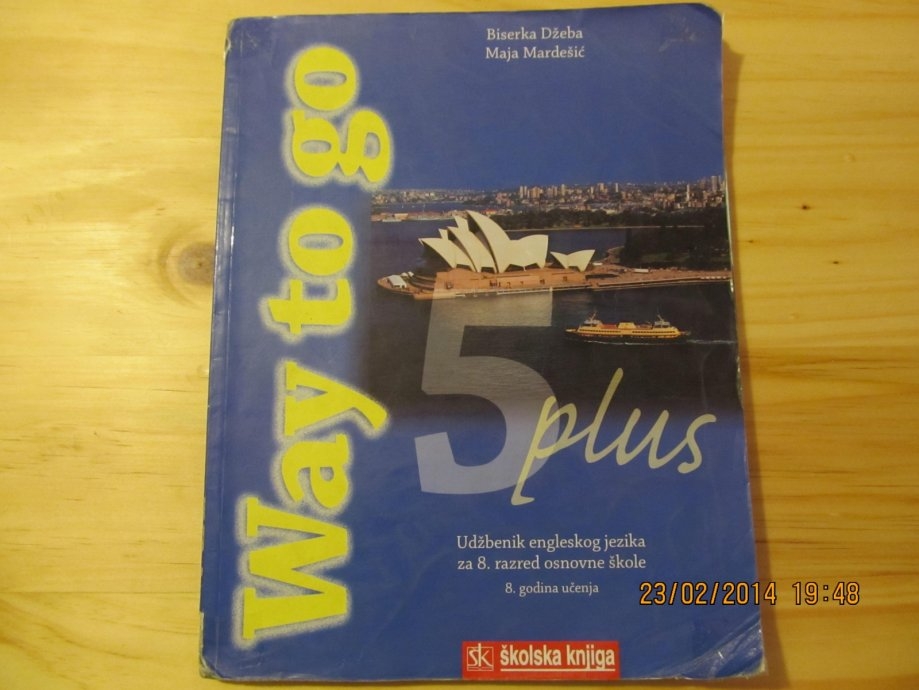 Biserka Džeba
Maja Mardešić
Way to go
5 plus
Udžbenik engleskog jezika
za 8. razred osnovne škole
8. godina učenja
23/02/2014 19:48
šk školska knjiga